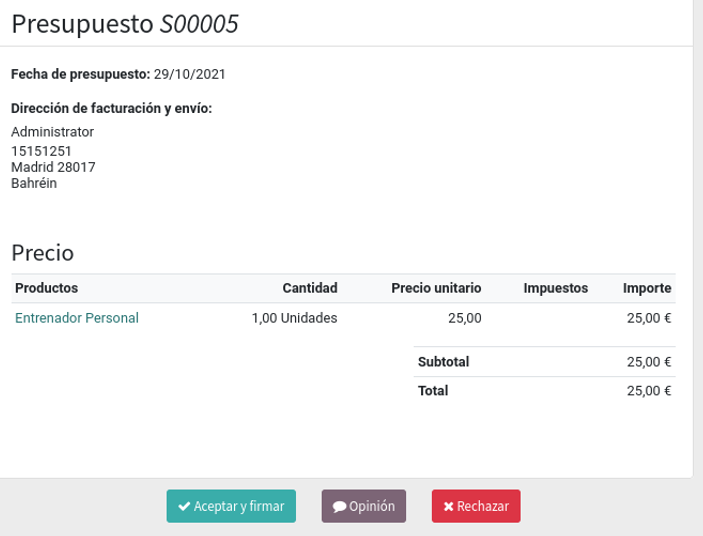 Presupuesto S00005
Fecha de presupuesto: 29/10/2021
Dirección de facturación y envío:
Administrator
15151251
Madrid 28017
Bahréin
Precio
Productos Cantidad Precio unitario Impuestos Importe
Entrenador Personal 1,00 Unidades 25,00 25,00 €
Subtotal 25,00 €
Total 25,00 €
Aceptar y firmar Opinión Rechazar